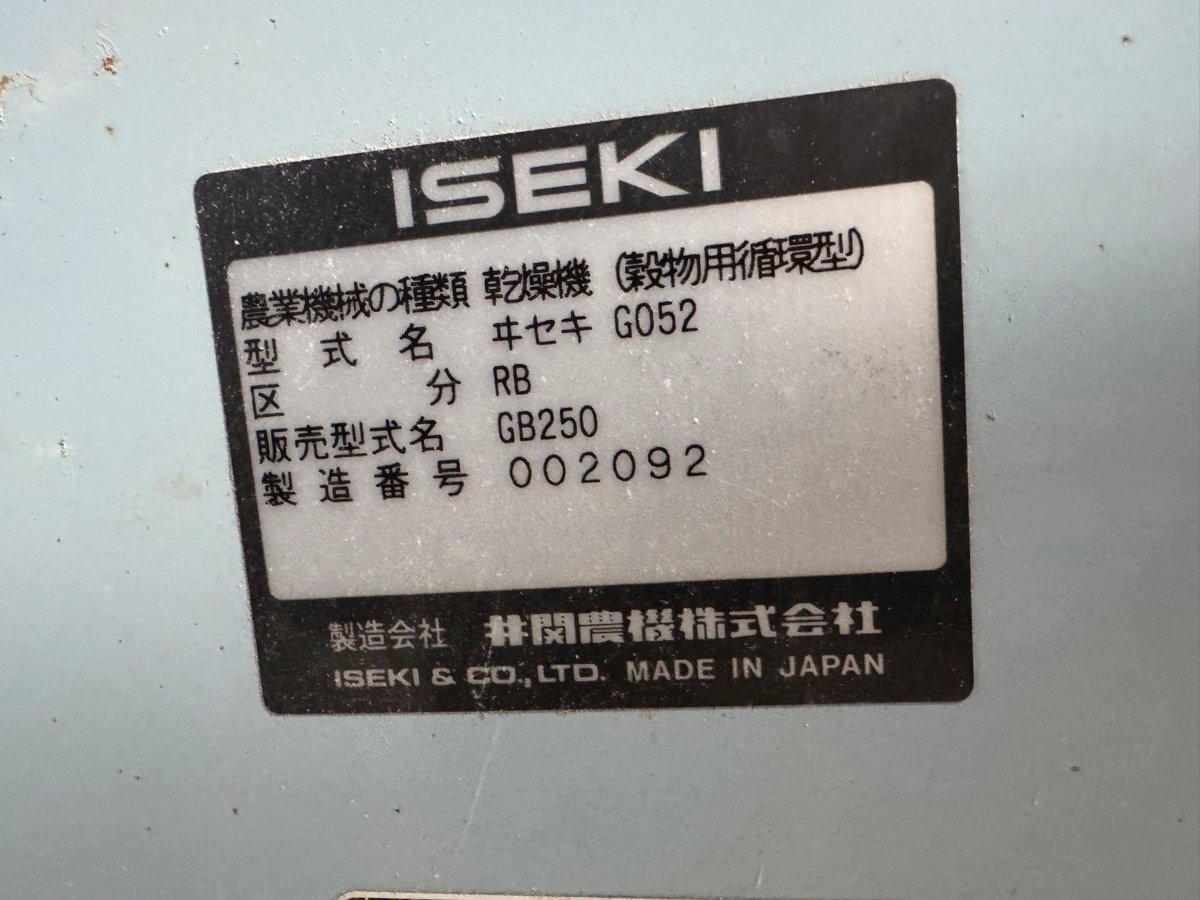 ISEKI
農業機械の種類 乾燥機 (穀物用循環型)
型式名 ヰセキ G052
区分 RB
販売型式名 GB250
製造番号 002092
製造会社 井関農機株式会社
ISEKI & CO., LTD. MADE IN JAPAN